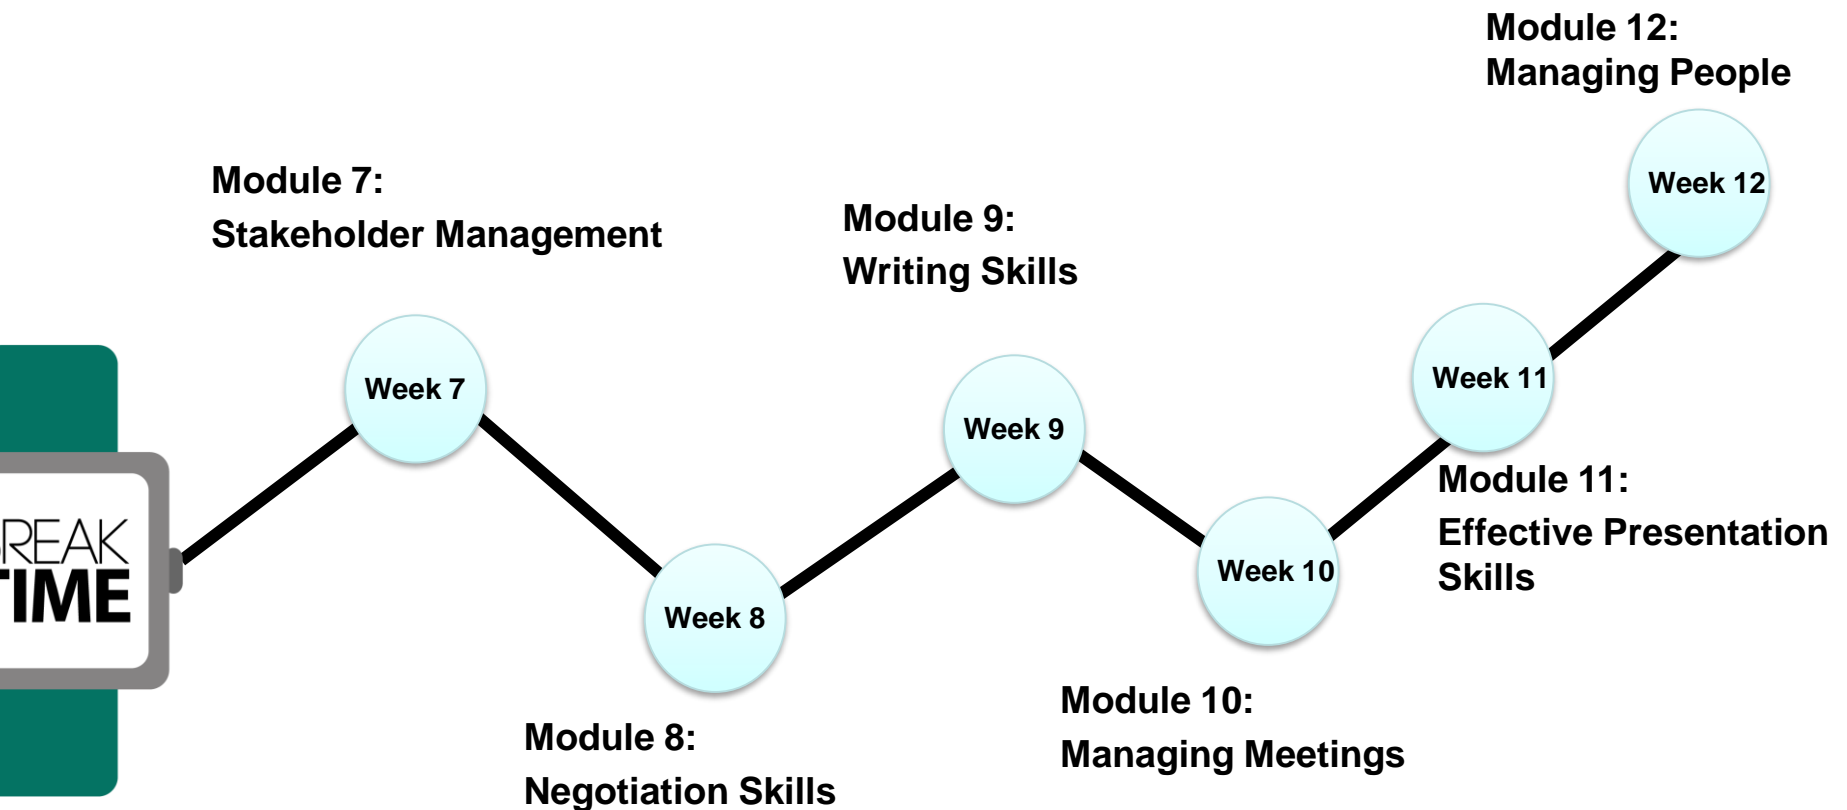 Module 12:
Managing People
Week 12
Module 7:
Stakeholder Management
Module 9:
Writing Skills
Week 7
Week 11
Week 9
Module 11:
Effective Presentation
Skills
BREAK
TIME
Week 10
Week 8
Module 10:
Managing Meetings
Module 8:
Negotiation Skills